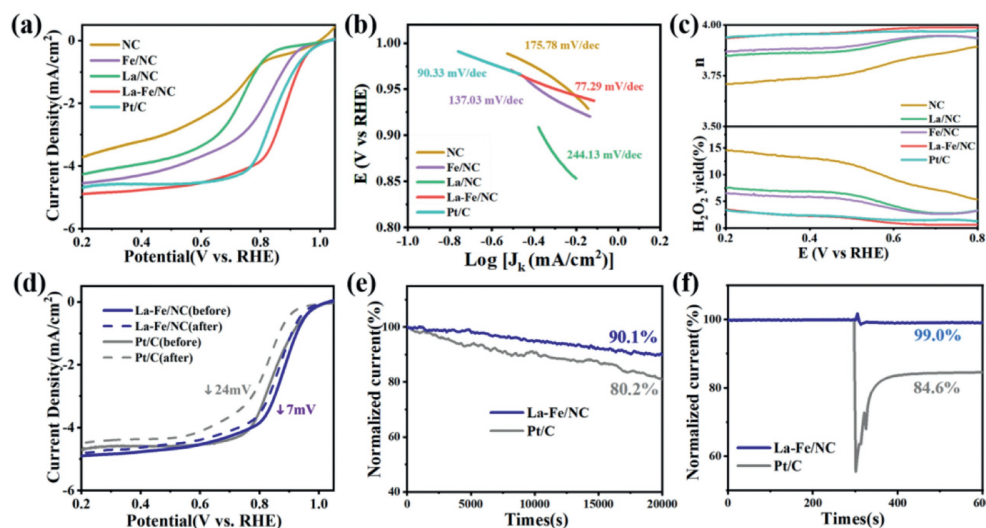 (a)
Current Density(mA/cm²)
0
-2
-4
-6
NC
Fe/NC
La/NC
La-Fe/NC
Pt/C
0.2 0.4 0.6 0.8 1.0
Potential(V vs. RHE)
(b)
E (V vs RHE)
1.00
0.95
0.90
0.85
0.80
175.78 mV/dec
90.33 mV/dec
77.29 mV/dec
137.03 mV/dec
244.13 mV/dec
NC
Fe/NC
La/NC
La-Fe/NC
Pt/C
-1.0 -0.8 -0.6 -0.4 -0.2 0.0 0.2
Log [Jk (mA/cm²)]
(c)
n
4.00
3.75
3.50
NC
La/NC
Fe/NC
La-Fe/NC
Pt/C
H₂O₂ yield(%)
15
10
5
0
0.2 0.4 0.6 0.8
E (V vs RHE)
(d)
Current Density(mA/cm²)
0
-2
-4
-6
La-Fe/NC(before)
La-Fe/NC(after)
Pt/C(before)
Pt/C(after)
↓24mV
↓7mV
0.2 0.4 0.6 0.8 1.0
Potential(V vs. RHE)
(e)
Normalized current(%)
120
100
80
60
40
90.1%
80.2%
La-Fe/NC
Pt/C
0 5000 10000 15000 20000
Times(s)
(f)
Normalized current(%)
120
100
80
60
99.0%
84.6%
La-Fe/NC
Pt/C
0 200 400 600
Times(s)